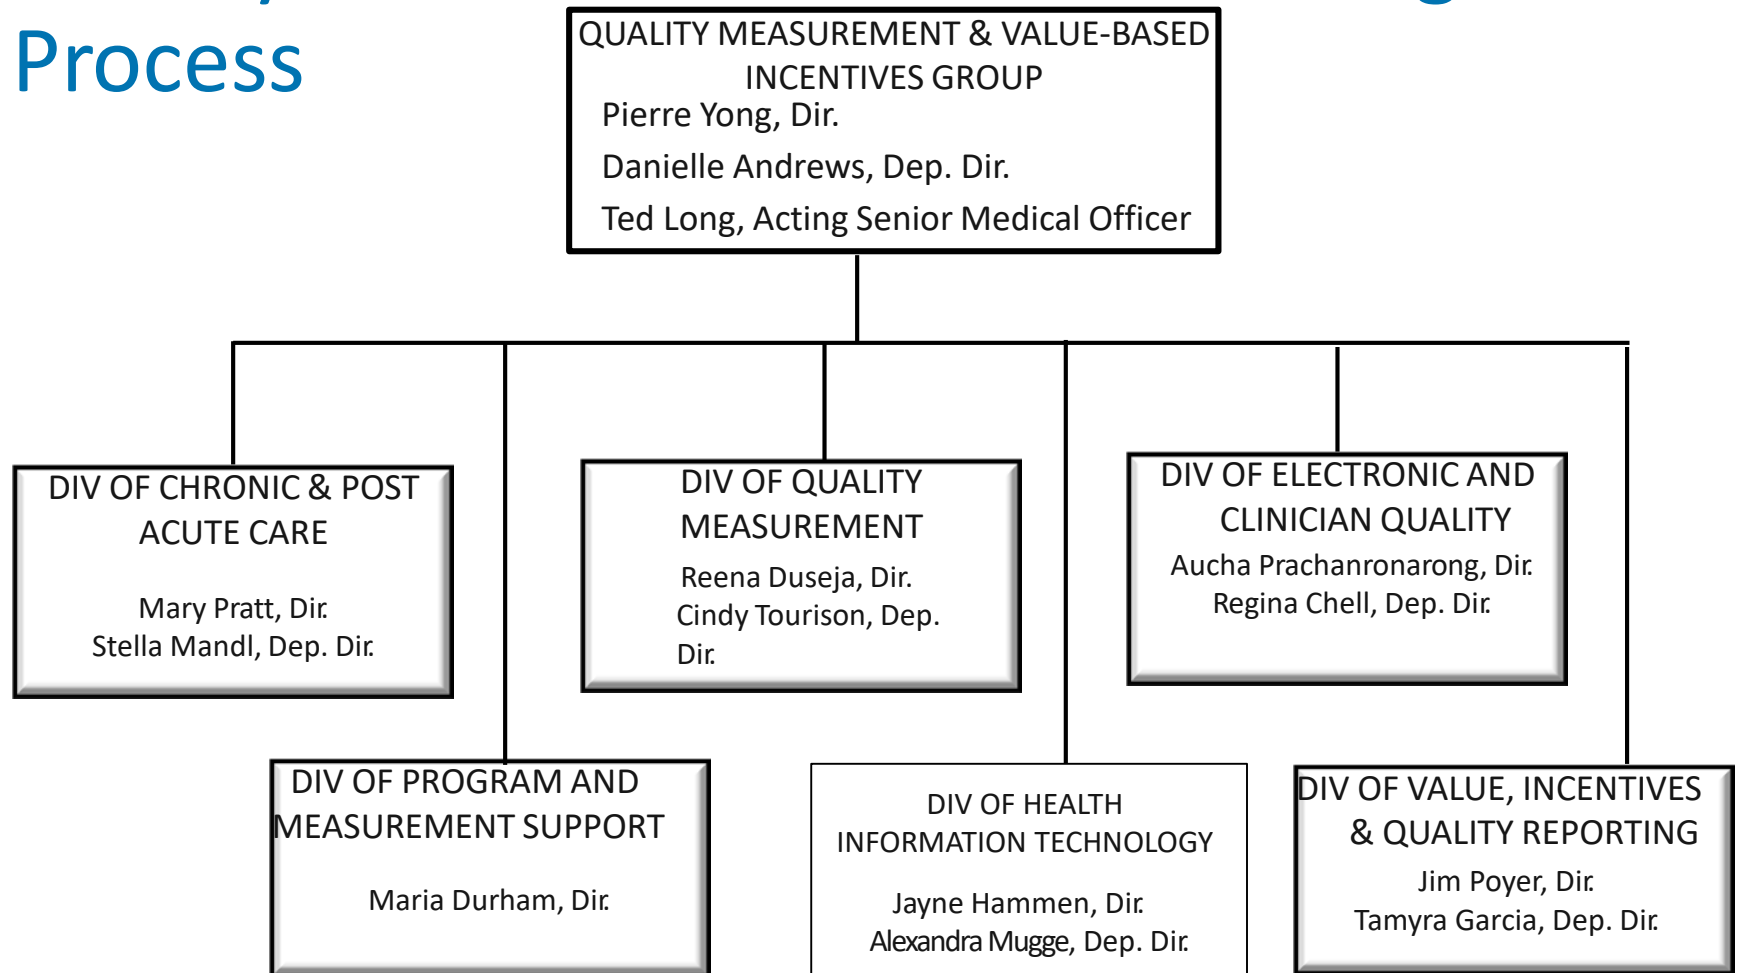 Process
QUALITY MEASUREMENT & VALUE-BASED
INCENTIVES GROUP
Pierre Yong, Dir.
Danielle Andrews, Dep. Dir.
Ted Long, Acting Senior Medical Officer
DIV OF CHRONIC & POST
ACUTE CARE
Mary Pratt, Dir.
Stella Mandl, Dep. Dir.
DIV OF QUALITY
MEASUREMENT
Reena Duseja, Dir.
Cindy Tourison, Dep.
Dir.
DIV OF ELECTRONIC AND
CLINICIAN QUALITY
Aucha Prachanronarong, Dir.
Regina Chell, Dep. Dir.
DIV OF PROGRAM AND
MEASUREMENT SUPPORT
Maria Durham, Dir.
DIV OF HEALTH
INFORMATION TECHNOLOGY
Jayne Hammen, Dir.
Alexandra Mugge, Dep. Dir.
DIV OF VALUE, INCENTIVES
& QUALITY REPORTING
Jim Poyer, Dir.
Tamyra Garcia, Dep. Dir.